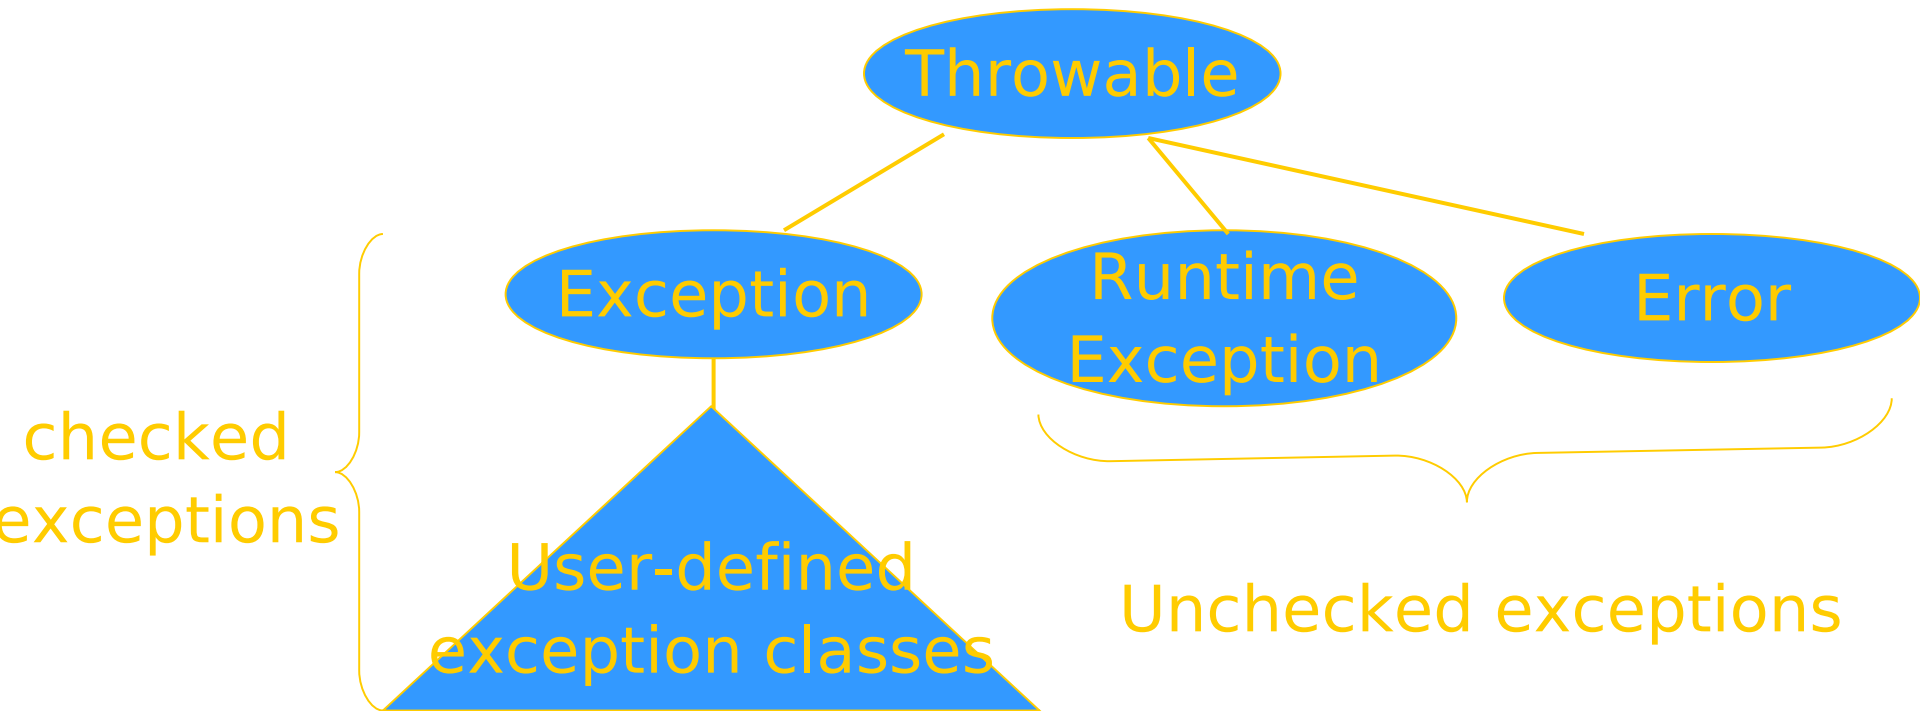 Throwable
Exception
Runtime
Exception
Error
checked
exceptions
User-defined
exception classes
Unchecked exceptions